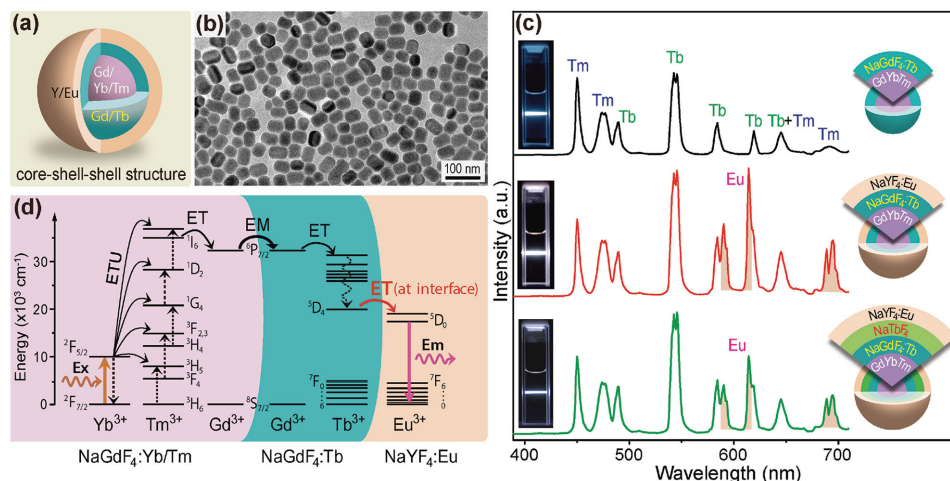 (a)
Gd/
Yb/Tm
Y/Eu
Gd/Tb
core-shell-shell structure
(b)
100 nm
(c)
Tm
Tm
Tb
Tb
Tb
Tb
Tb+Tm
Tm
NaGdF₄:Tb
GdYbTm
Eu
NaYF₄:Eu
NaGdF₄:Tb
GdYbTm
Eu
NaYF₄:Eu
NaTbF₄
NaGdF₄:Tb
GdYbTm
Intensity (a.u.)
400 500 600 700 800
Wavelength (nm)
(d)
Energy (x10³ cm⁻¹)
30
20
10
0
ETU
ET
EM
ET
ET(at interface)
Ex
Em
²F₅/₂
²F₇/₂
¹I₆
¹D₂
¹G₄
³F₂,₃
³H₄
³H₅
³F₄
³H₆
⁶P₇/₂
⁸S₇/₂
⁵D₄
⁷F₀
⋮
₆
⁵D₀
⁷F₆
⋮
₀
Yb³⁺ Tm³⁺ Gd³⁺ Gd³⁺ Tb³⁺ Eu³⁺
NaGdF₄:Yb/Tm NaGdF₄:Tb NaYF₄:Eu